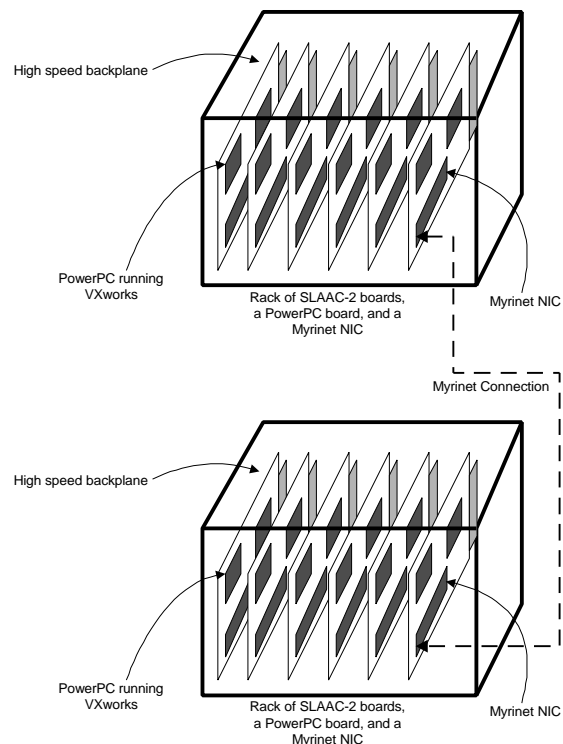 High speed backplane
PowerPC running
VXworks
Rack of SLAAC-2 boards,
a PowerPC board, and a
Myrinet NIC
Myrinet NIC
Myrinet Connection
High speed backplane
PowerPC running
VXworks
Rack of SLAAC-2 boards,
a PowerPC board, and a
Myrinet NIC
Myrinet NIC